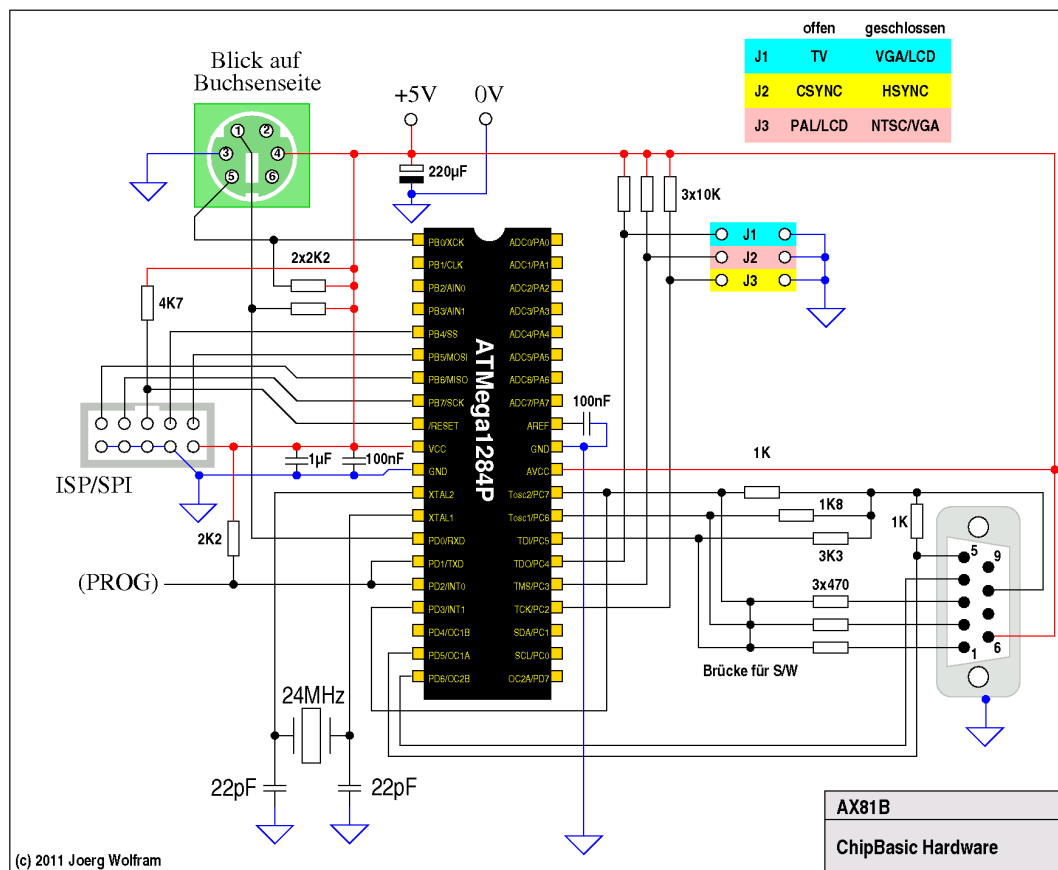 offen geschlossen
J1 TV VGA/LCD
J2 CSYNC HSYNC
J3 PAL/LCD NTSC/VGA
Blick auf
Buchsenseite
+5V 0V
1 2
3 4
5 6
220µF
3x10K
J1
J2
J3
2x2K2
4K7
ATMega1284P
PB0/XCK ADC0/PA0
PB1/CLK ADC1/PA1
PB2/AIN0 ADC2/PA2
PB3/AIN1 ADC3/PA3
PB4/SS ADC4/PA4
PB5/MOSI ADC5/PA5
PB6/MISO ADC6/PA6
PB7/SCK ADC7/PA7
/RESET AREF
VCC GND
GND AVCC
XTAL2 Tosc2/PC7
XTAL1 Tosc1/PC6
PD0/RXD TDI/PC5
PD1/TXD TDO/PC4
PD2/INT0 TMS/PC3
PD3/INT1 TCK/PC2
PD4/OC1B SDA/PC1
PD5/OC1A SCL/PC0
PD6/OC2B OC2A/PD7
100nF
1µF 100nF
ISP/SPI
2K2
(PROG)
1K
1K8
1K
3K3
3x470
5 9
1 6
Brücke für S/W
24MHz
22pF 22pF
AX81B
ChipBasic Hardware
(c) 2011 Joerg Wolfram